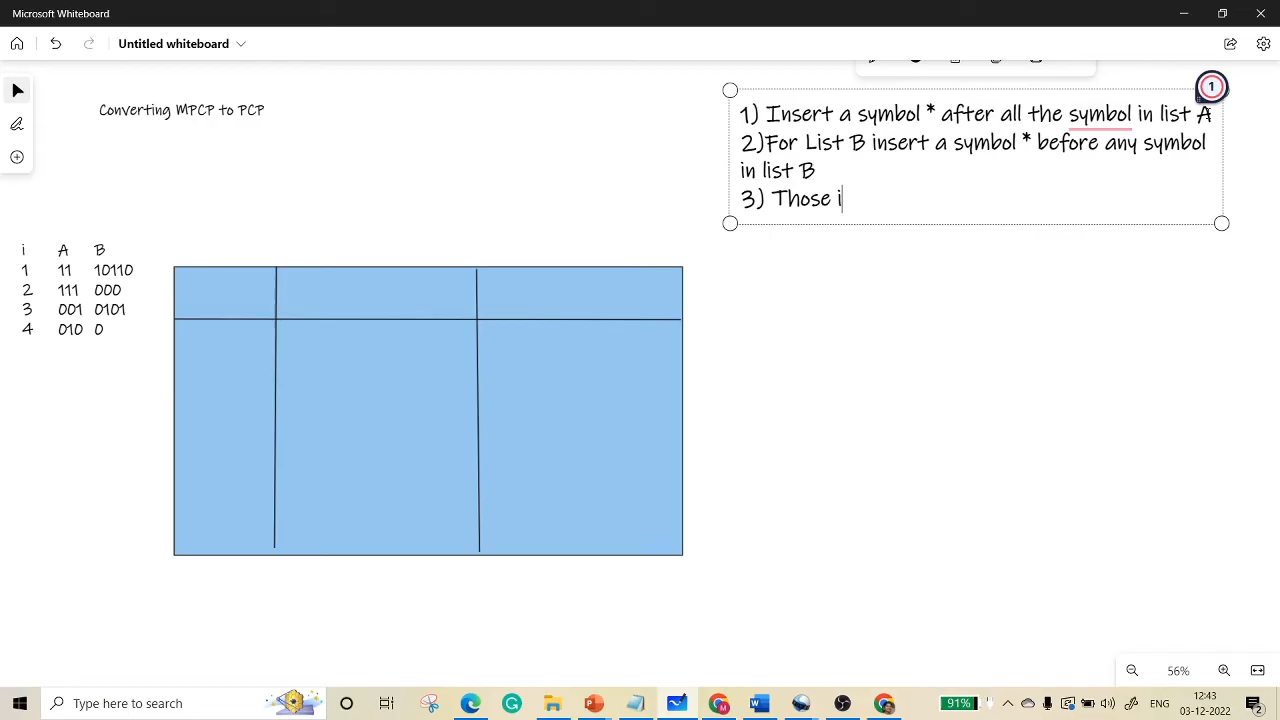 Microsoft Whiteboard
Untitled whiteboard
Converting MPCP to PCP
1
1) Insert a symbol * after all the symbol in list A
2)For List B insert a symbol * before any symbol
in list B
3) Those i
i A B
1 11 10110
2 111 000
3 001 0101
4 010 0
56%
Type here to search
91%
ENG
12:43
03-12-2022
2